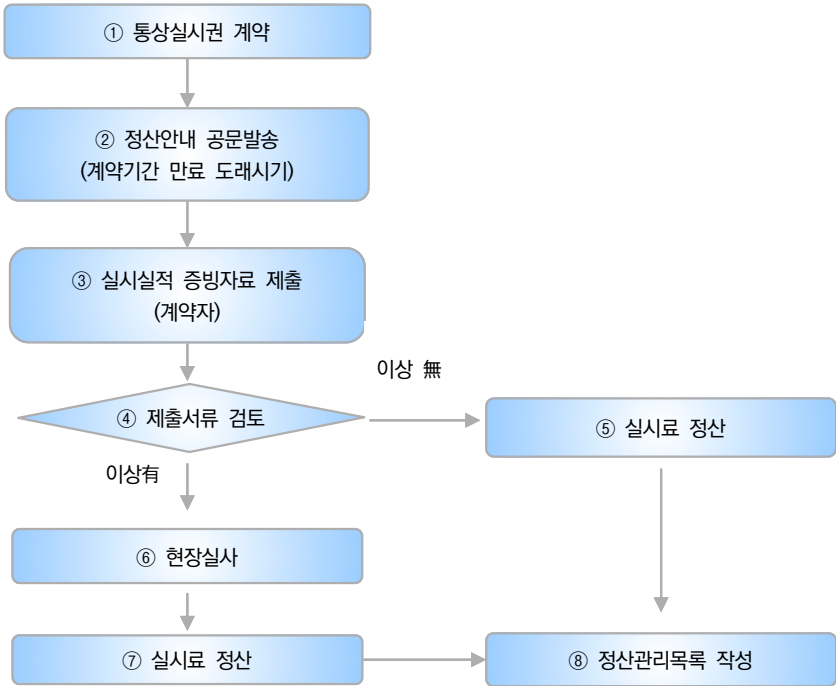 ① 통상실시권 계약
② 정산안내 공문발송
(계약기간 만료 도래시기)
③ 실시실적 증빙자료 제출
(계약자)
이상 無
④ 제출서류 검토
⑤ 실시료 정산
이상有
⑥ 현장실사
⑦ 실시료 정산
⑧ 정산관리목록 작성